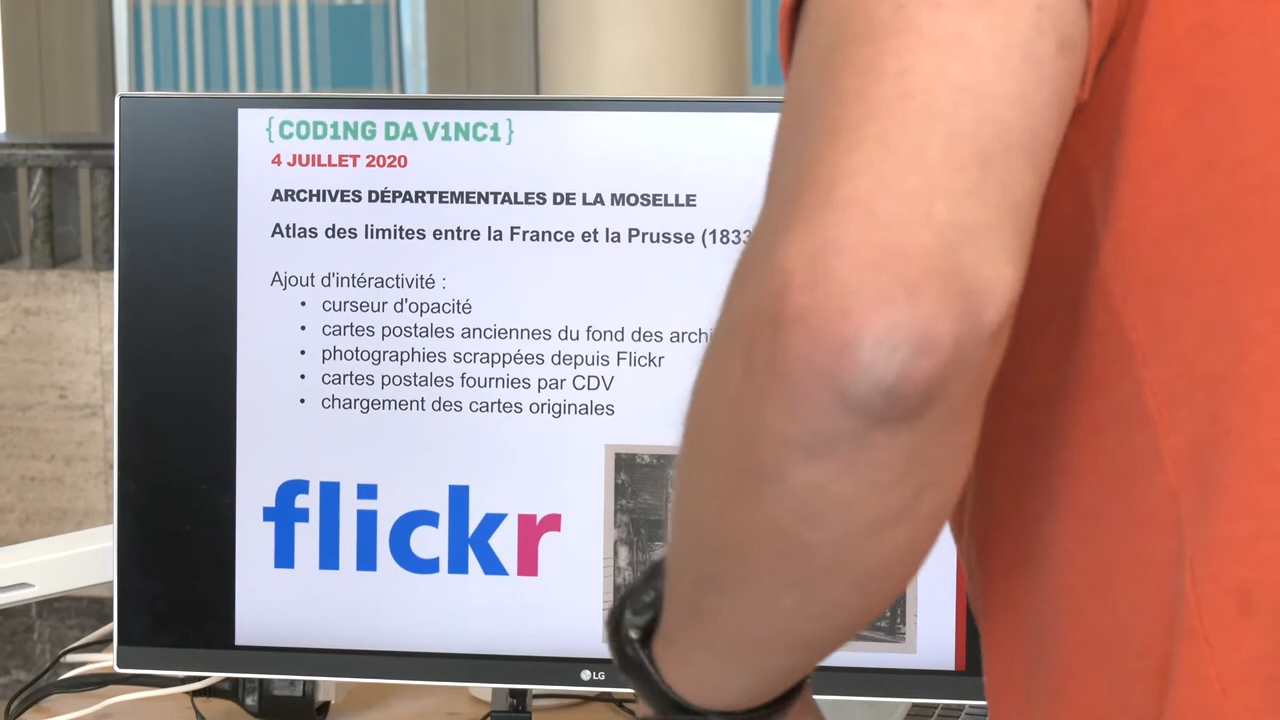 {COD1NG DA V1NC1}
4 JUILLET 2020
ARCHIVES DÉPARTEMENTALES DE LA MOSELLE
Atlas des limites entre la France et la Prusse (1833
Ajout d'intéractivité :
• curseur d'opacité
• cartes postales anciennes du fond des archi
• photographies scrappées depuis Flickr
• cartes postales fournies par CDV
• chargement des cartes originales
flickr
LG